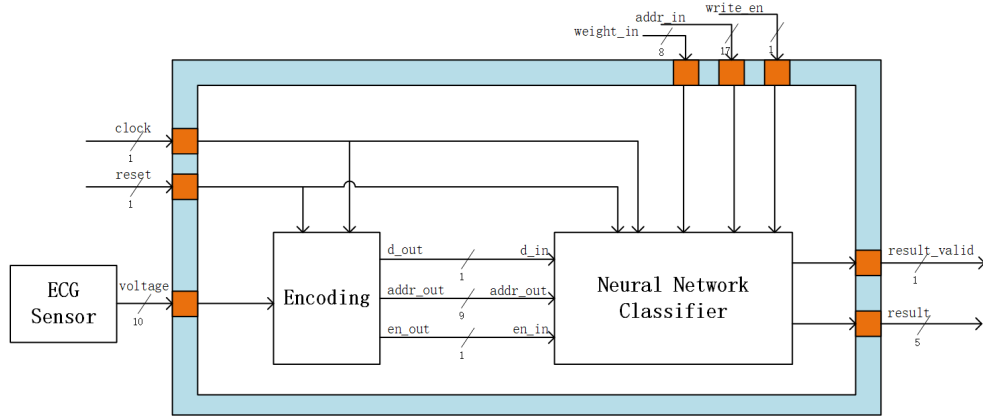 write_en
addr_in
weight_in
8
17
1
clock
1
reset
1
ECG
Sensor
voltage
10
Encoding
d_out
1
d_in
addr_out
9
addr_out
en_out
1
en_in
Neural Network
Classifier
result_valid
1
result
5